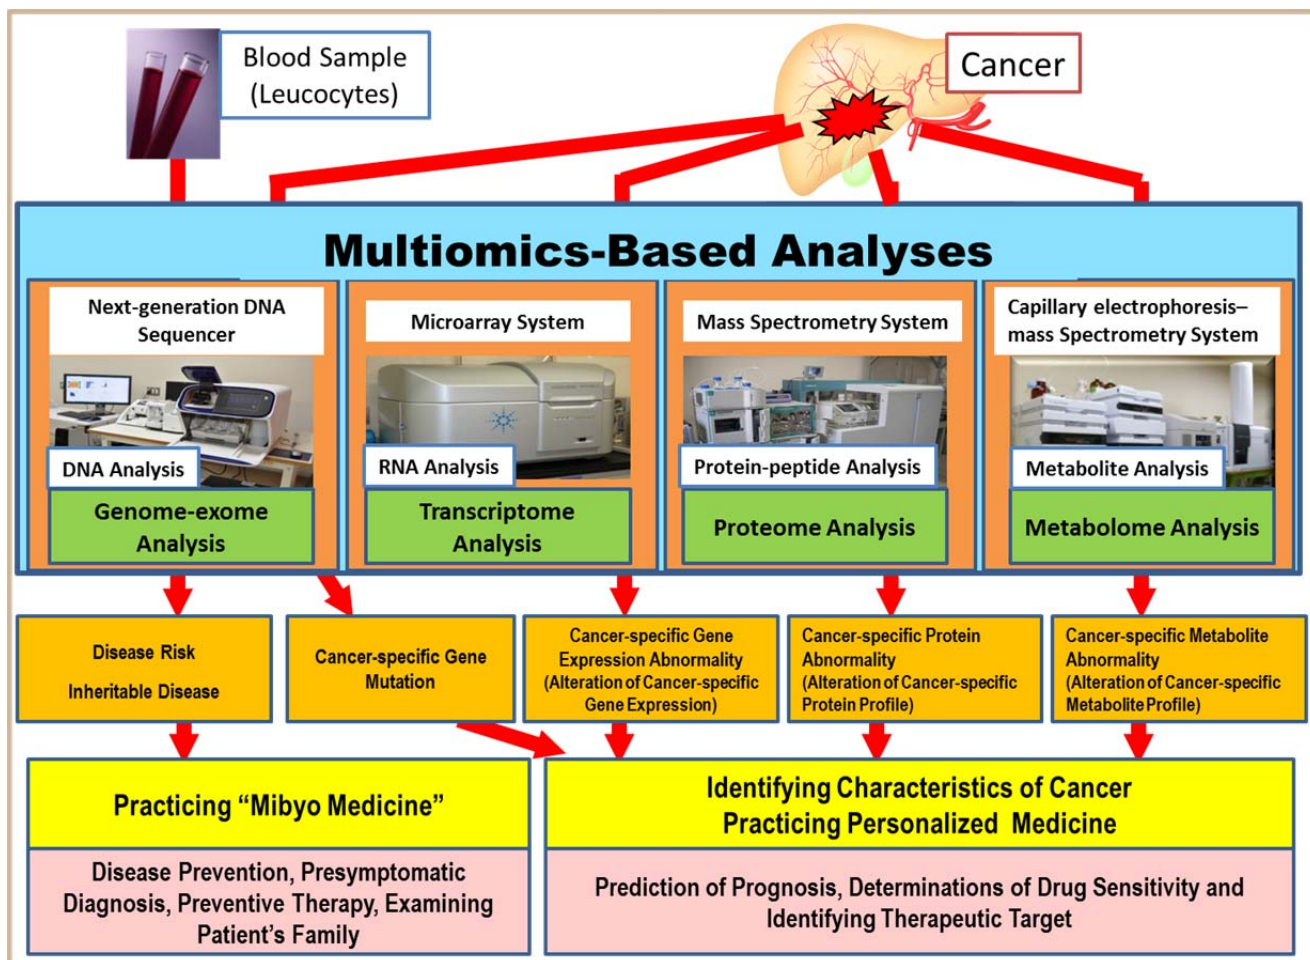 Blood Sample
(Leucocytes)
Cancer
Multiomics-Based Analyses
Next-generation DNA
Sequencer
DNA Analysis
Genome-exome
Analysis
Microarray System
RNA Analysis
Transcriptome
Analysis
Mass Spectrometry System
Protein-peptide Analysis
Proteome Analysis
Capillary electrophoresis–
mass Spectrometry System
Metabolite Analysis
Metabolome Analysis
Disease Risk
Inheritable Disease
Cancer-specific Gene
Mutation
Cancer-specific Gene
Expression Abnormality
(Alteration of Cancer-specific
Gene Expression)
Cancer-specific Protein
Abnormality
(Alteration of Cancer-specific
Protein Profile)
Cancer-specific Metabolite
Abnormality
(Alteration of Cancer-specific
Metabolite Profile)
Practicing “Mibyo Medicine”
Disease Prevention, Presymptomatic
Diagnosis, Preventive Therapy, Examining
Patient’s Family
Identifying Characteristics of Cancer
Practicing Personalized Medicine
Prediction of Prognosis, Determinations of Drug Sensitivity and
Identifying Therapeutic Target